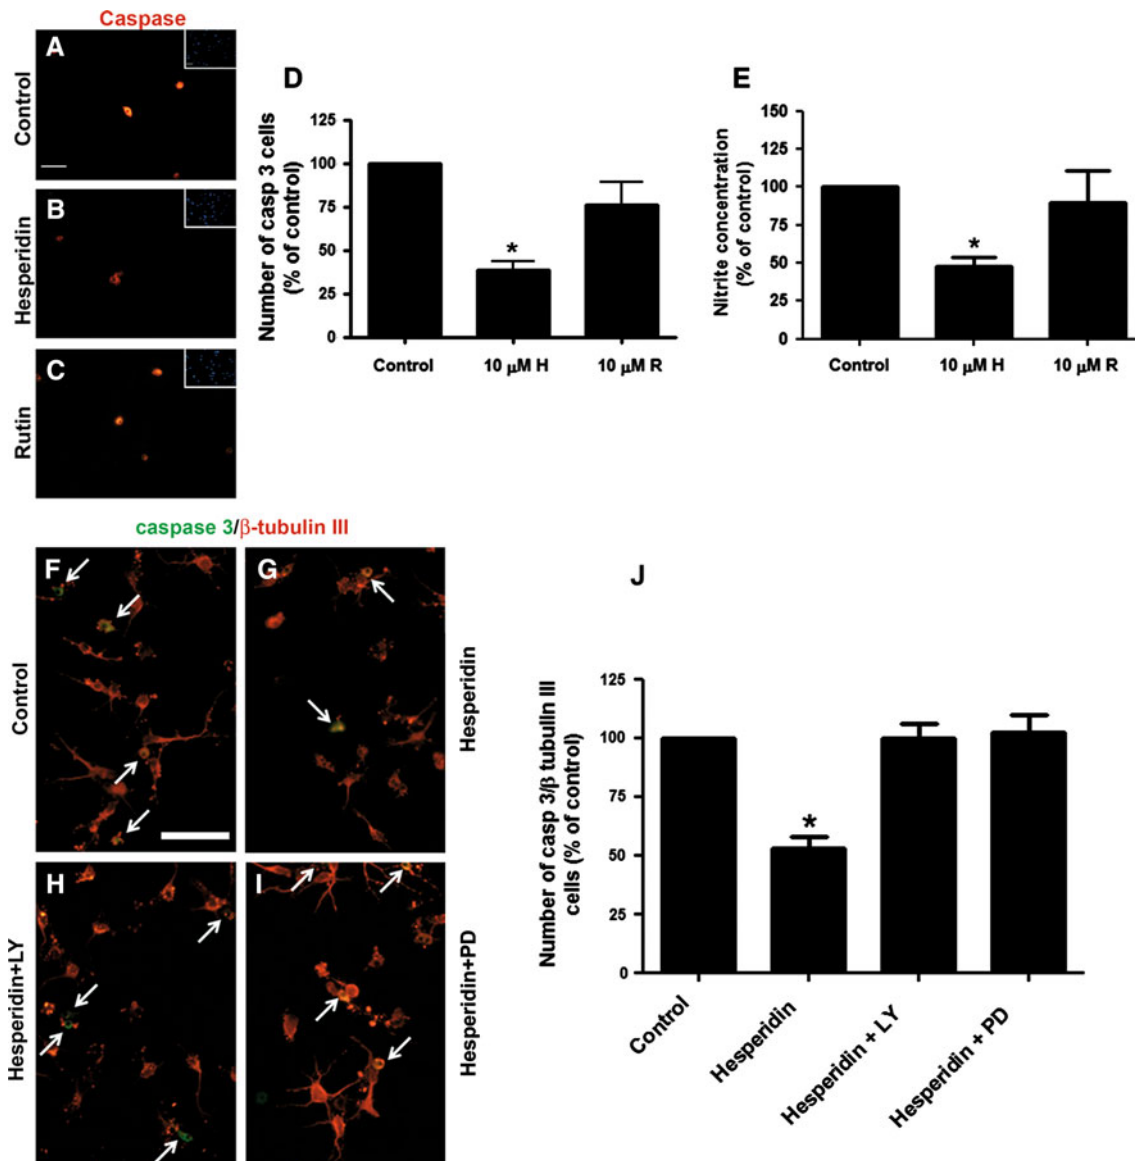 Caspase
A
Control
B
Hesperidin
C
Rutin
D
Number of casp 3 cells
(% of control)
125
100
75
50
25
0
*
Control
10 μM H
10 μM R
E
Nitrite concentration
(% of control)
150
125
100
75
50
25
0
*
Control
10 μM H
10 μM R
caspase 3/β-tubulin III
F
Control
G
Hesperidin
H
Hesperidin+LY
I
Hesperidin+PD
J
Number of casp 3/β tubulin III
cells (% of control)
125
100
75
50
25
0
*
Control
Hesperidin
Hesperidin + LY
Hesperidin + PD